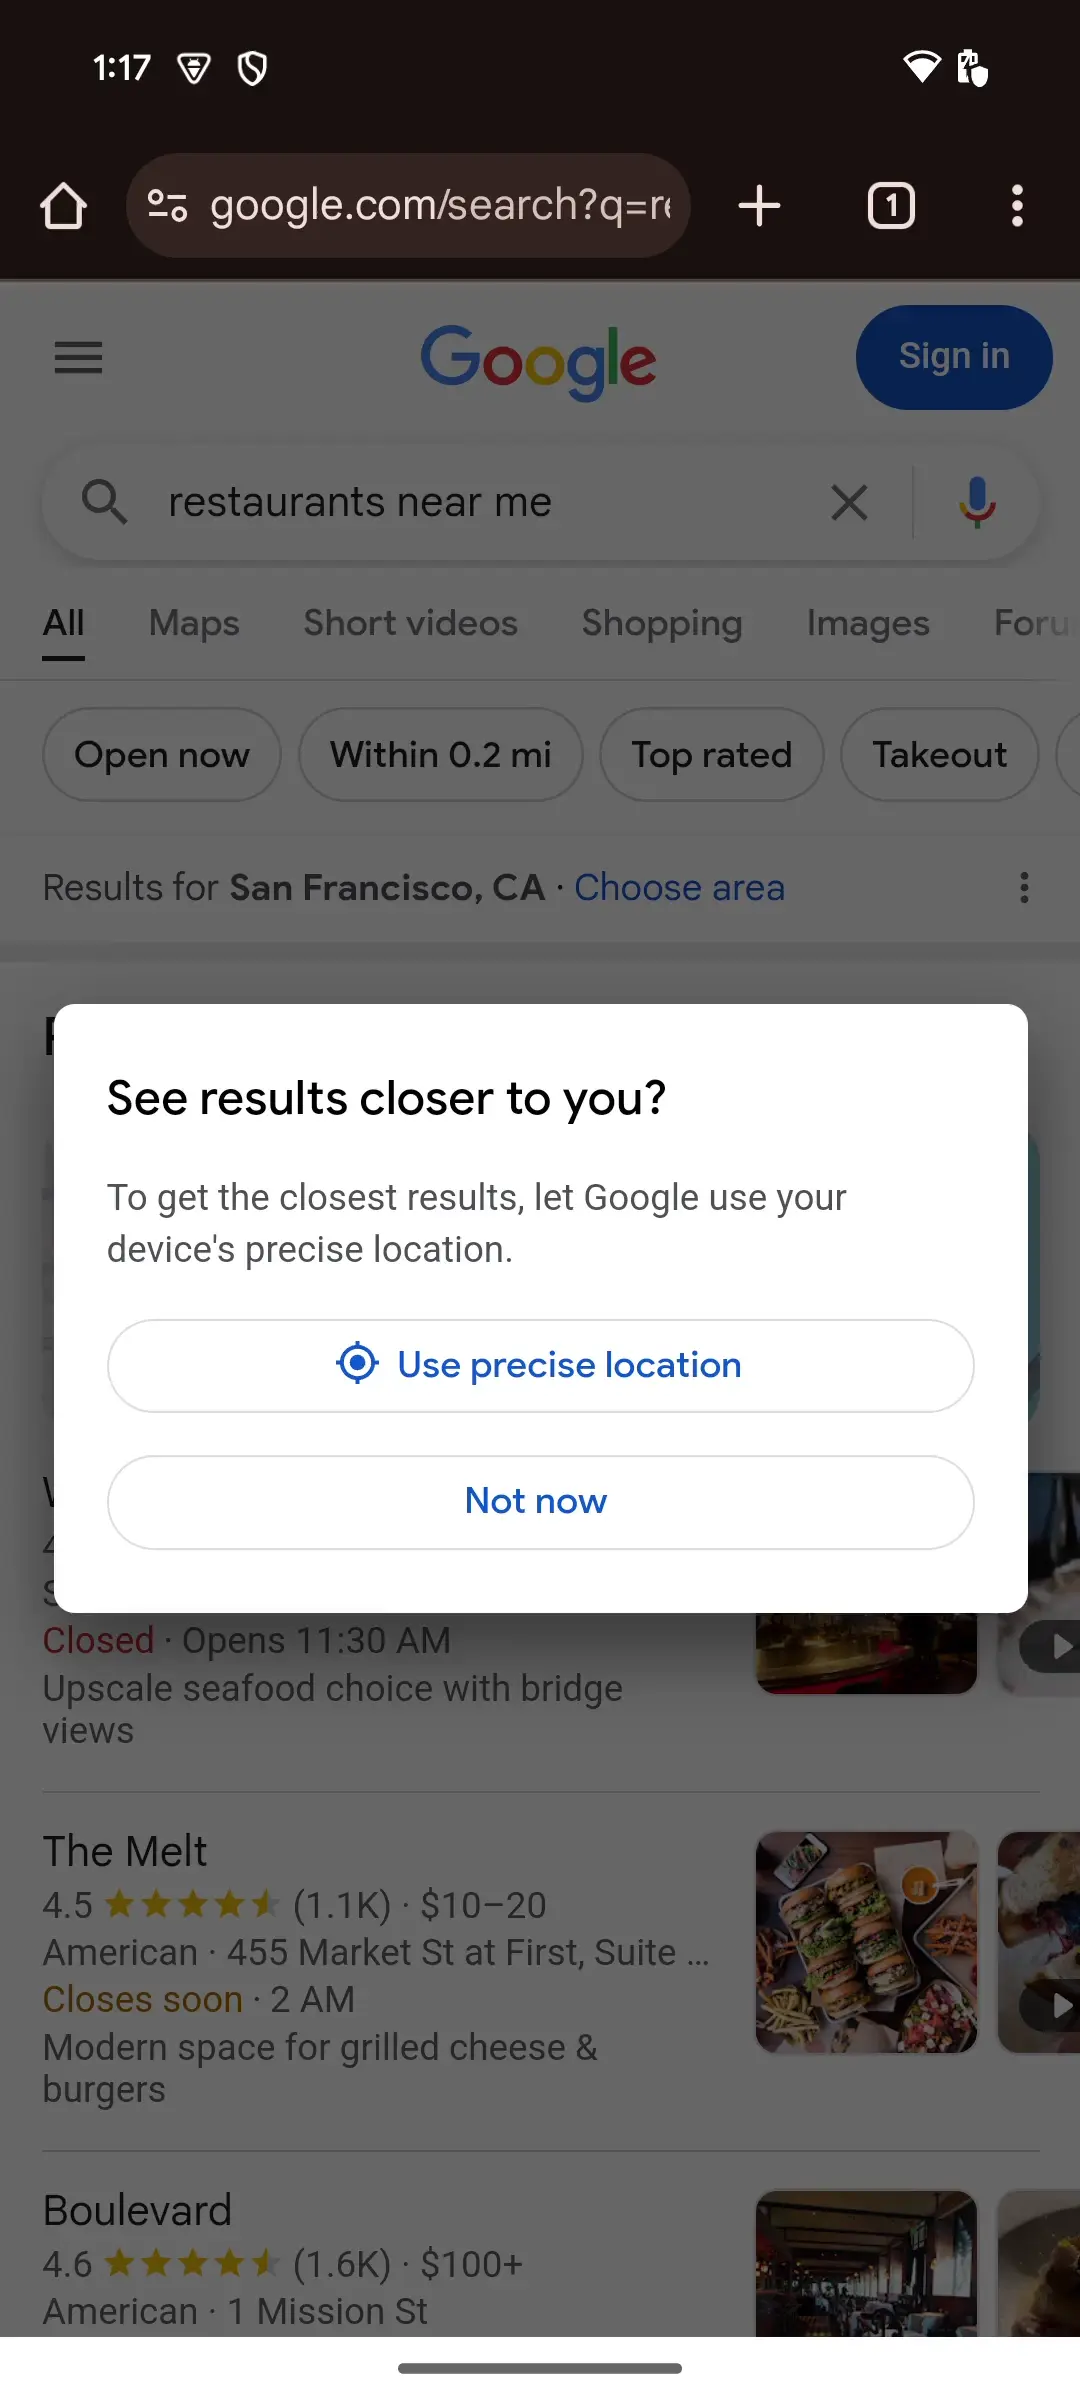 1:17
google.com/search?q=re
1
Google
Sign in
restaurants near me
All Maps Short videos Shopping Images Foru
Open now Within 0.2 mi Top rated Takeout
Results for San Francisco, CA · Choose area
See results closer to you?
To get the closest results, let Google use your
device's precise location.
Use precise location
Not now
Closed · Opens 11:30 AM
Upscale seafood choice with bridge
views
The Melt
4.5 (1.1K) · $10–20
American · 455 Market St at First, Suite ...
Closes soon · 2 AM
Modern space for grilled cheese &
burgers
Boulevard
4.6 (1.6K) · $100+
American · 1 Mission St